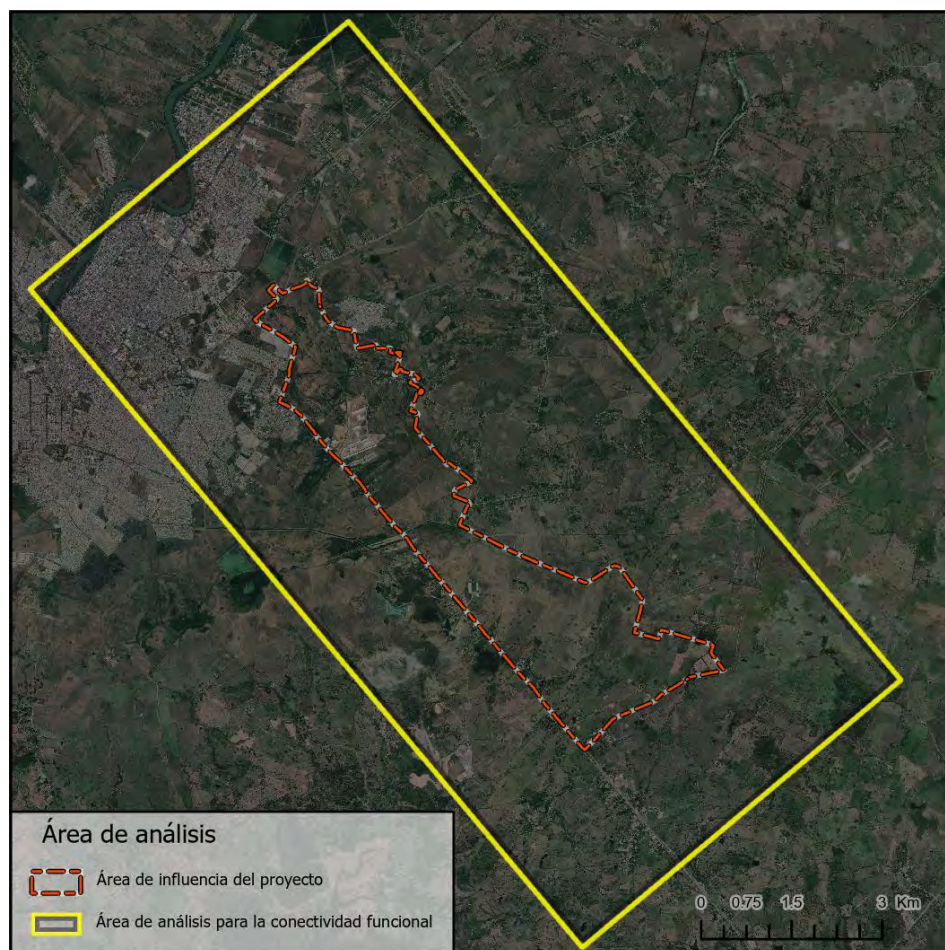 Área de análisis
Área de influencia del proyecto
Área de análisis para la conectividad funcional
0 0.75 1.5 3 Km